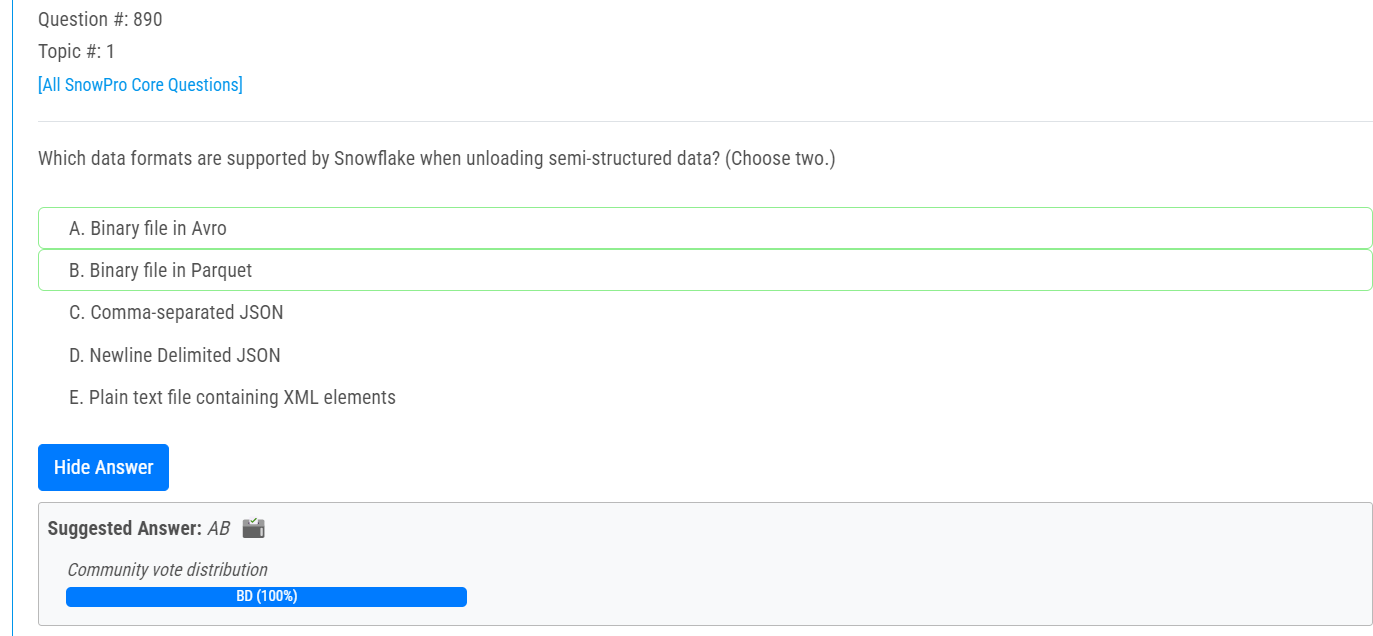 Question #: 890
Topic #: 1
[All SnowPro Core Questions]
Which data formats are supported by Snowflake when unloading semi-structured data? (Choose two.)
A. Binary file in Avro
B. Binary file in Parquet
C. Comma-separated JSON
D. Newline Delimited JSON
E. Plain text file containing XML elements
Hide Answer
Suggested Answer: AB
Community vote distribution
BD (100%)